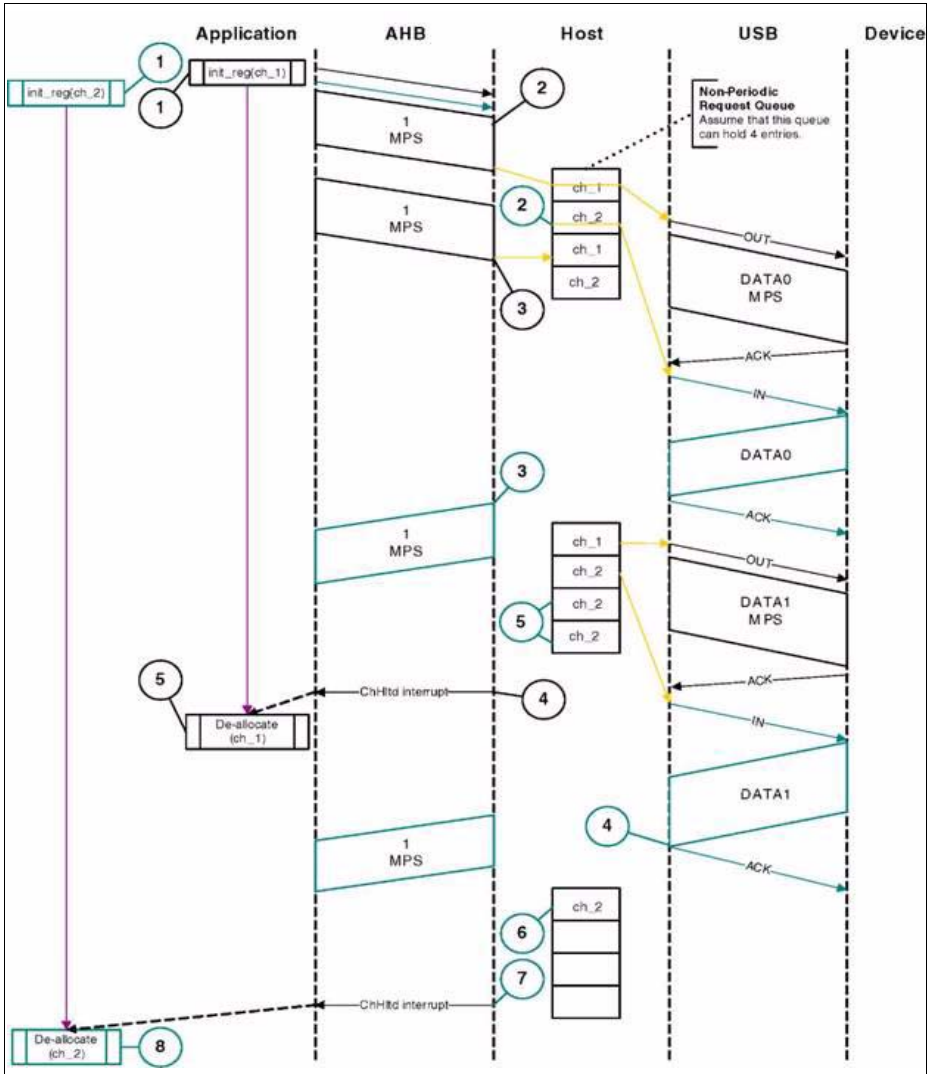 Application
AHB
Host
USB
Device
1
init_reg(ch_2)
init_reg(ch_1)
1
2
Non-Periodic
Request Queue
Assume that this queue
can hold 4 entries.
1
MPS
ch_1
2
ch_2
1
MPS
ch_1
OUT
ch_2
DATA0
MPS
3
ACK
IN
DATA0
3
ACK
1
MPS
ch_1
OUT
ch_2
ch_2
DATA1
MPS
5
ch_2
5
ChHltd interrupt
4
ACK
De-allocate
(ch_1)
IN
DATA1
4
1
MPS
ACK
ch_2
6
7
ChHltd interrupt
De-allocate
(ch_2)
8